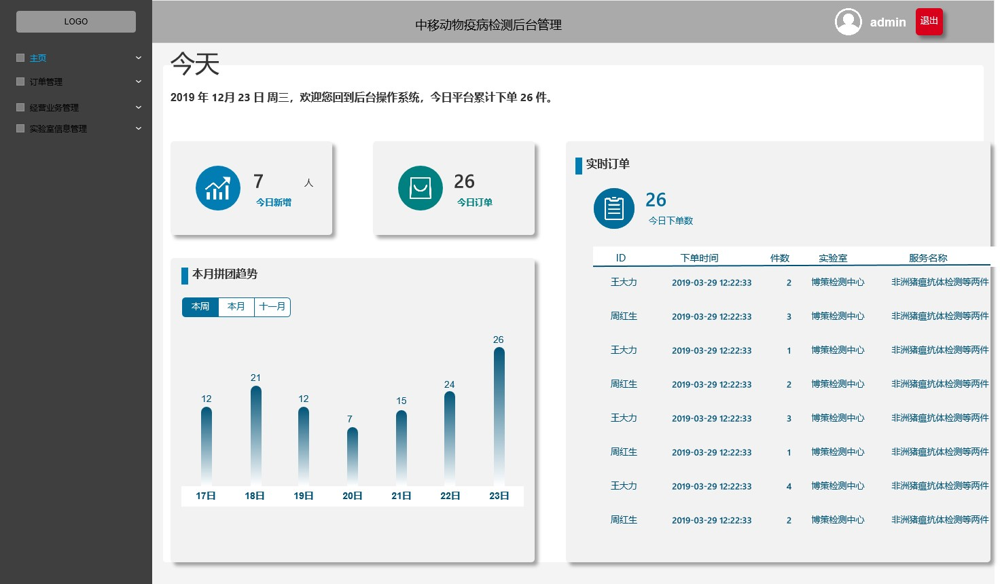 LOGO
主页
订单管理
经营业务管理
实验室信息管理
中移动物疫病检测后台管理
admin
退出
今天
2019 年 12月 23 日 周三，欢迎您回到后台操作系统，今日平台累计下单 26 件。
7 人
今日新增
26
今日订单
本月拼团趋势
本周 本月 十一月
12 21 12 7 15 24 26
17日 18日 19日 20日 21日 22日 23日
实时订单
26
今日下单数
ID 下单时间 件数 实验室 服务名称
王大力 2019-03-29 12:22:33 2 博策检测中心 非洲猪瘟抗体检测等两件
周红生 2019-03-29 12:22:33 3 博策检测中心 非洲猪瘟抗体检测等两件
王大力 2019-03-29 12:22:33 1 博策检测中心 非洲猪瘟抗体检测等两件
周红生 2019-03-29 12:22:33 2 博策检测中心 非洲猪瘟抗体检测等两件
王大力 2019-03-29 12:22:33 3 博策检测中心 非洲猪瘟抗体检测等两件
周红生 2019-03-29 12:22:33 1 博策检测中心 非洲猪瘟抗体检测等两件
王大力 2019-03-29 12:22:33 4 博策检测中心 非洲猪瘟抗体检测等两件
周红生 2019-03-29 12:22:33 2 博策检测中心 非洲猪瘟抗体检测等两件